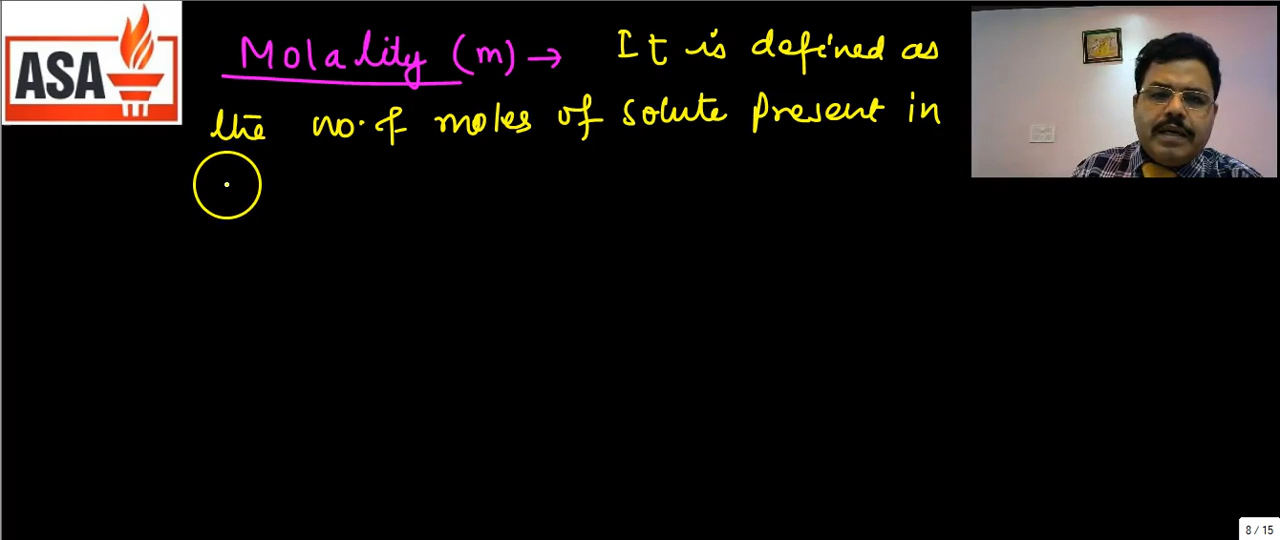 ASA
Molality (m) → It is defined as
the no. of moles of solute present in
8 / 15